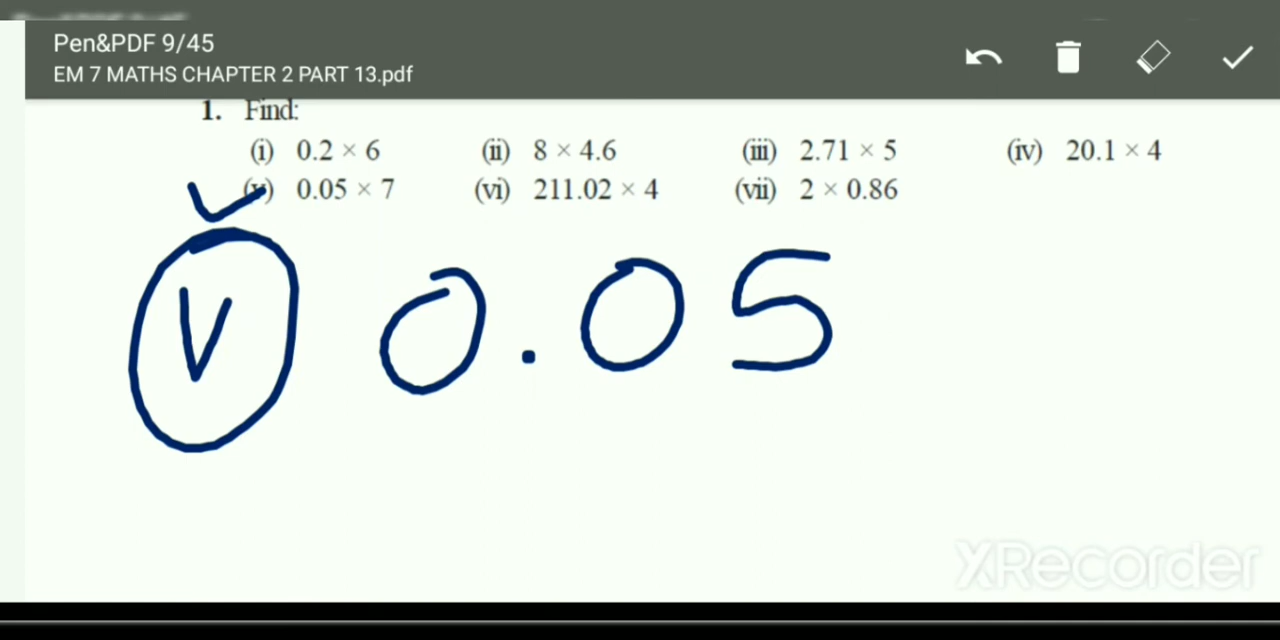 Pen&PDF 9/45
EM 7 MATHS CHAPTER 2 PART 13.pdf
1. Find:
(i) 0.2 × 6 (ii) 8 × 4.6 (iii) 2.71 × 5 (iv) 20.1 × 4
(v) 0.05 × 7 (vi) 211.02 × 4 (vii) 2 × 0.86
V 0.05
XRecorder